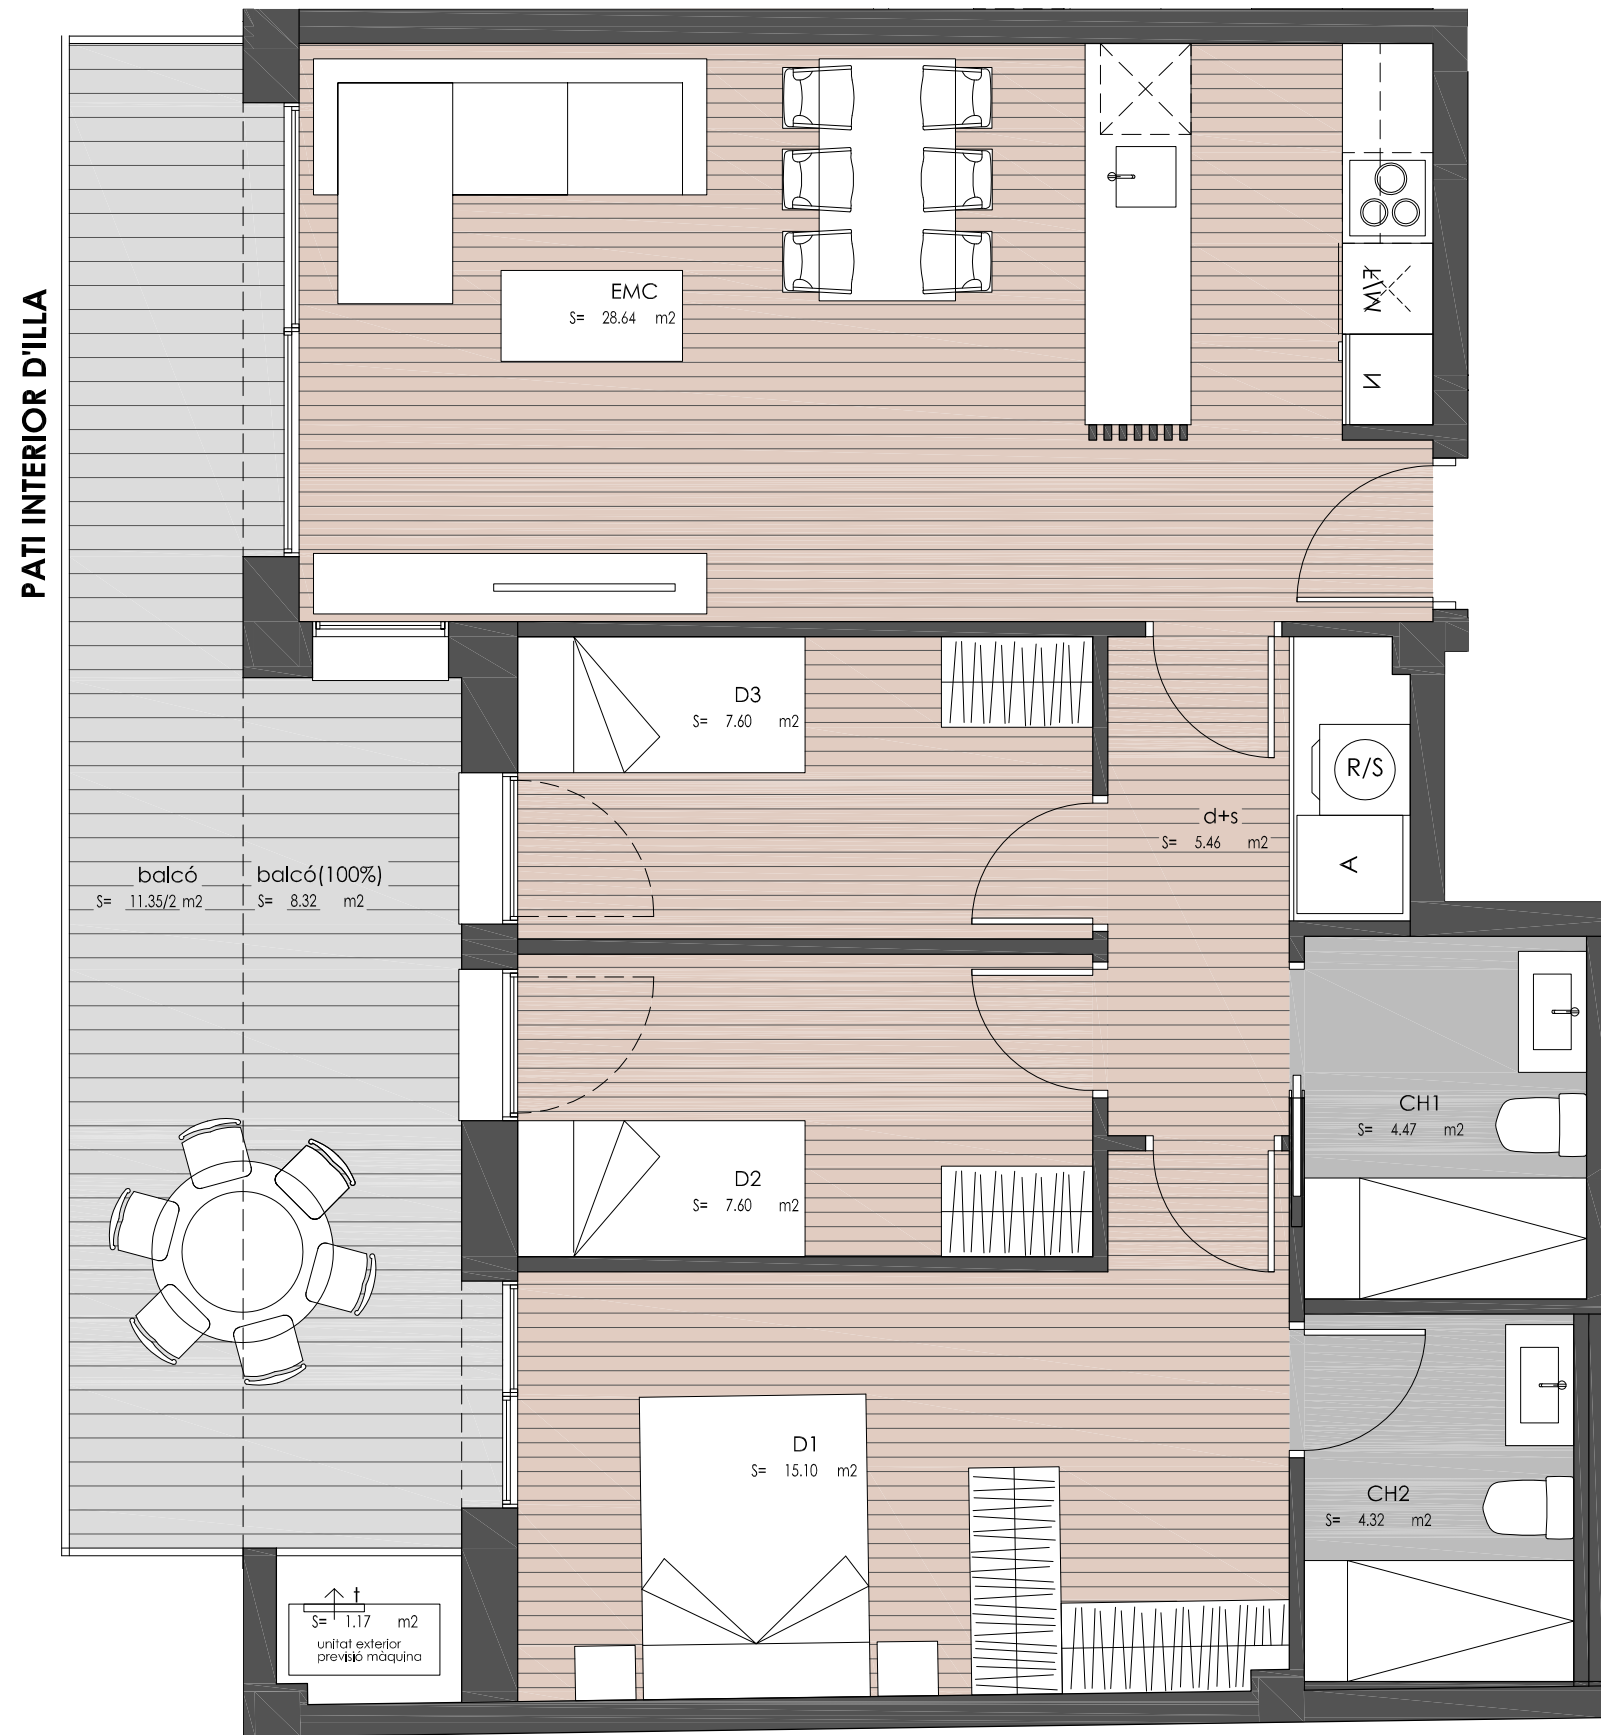 PATI INTERIOR D'ILLA
EMC
S= 28.64 m2
F/M
N
D3
S= 7.60 m2
R/S
d+s
S= 5.46 m2
A
balcó
S= 11.35/2 m2
balcó(100%)
S= 8.32 m2
CH1
S= 4.47 m2
D2
S= 7.60 m2
D1
S= 15.10 m2
CH2
S= 4.32 m2
t
S= 1.17 m2
unitat exterior
previsió màquina